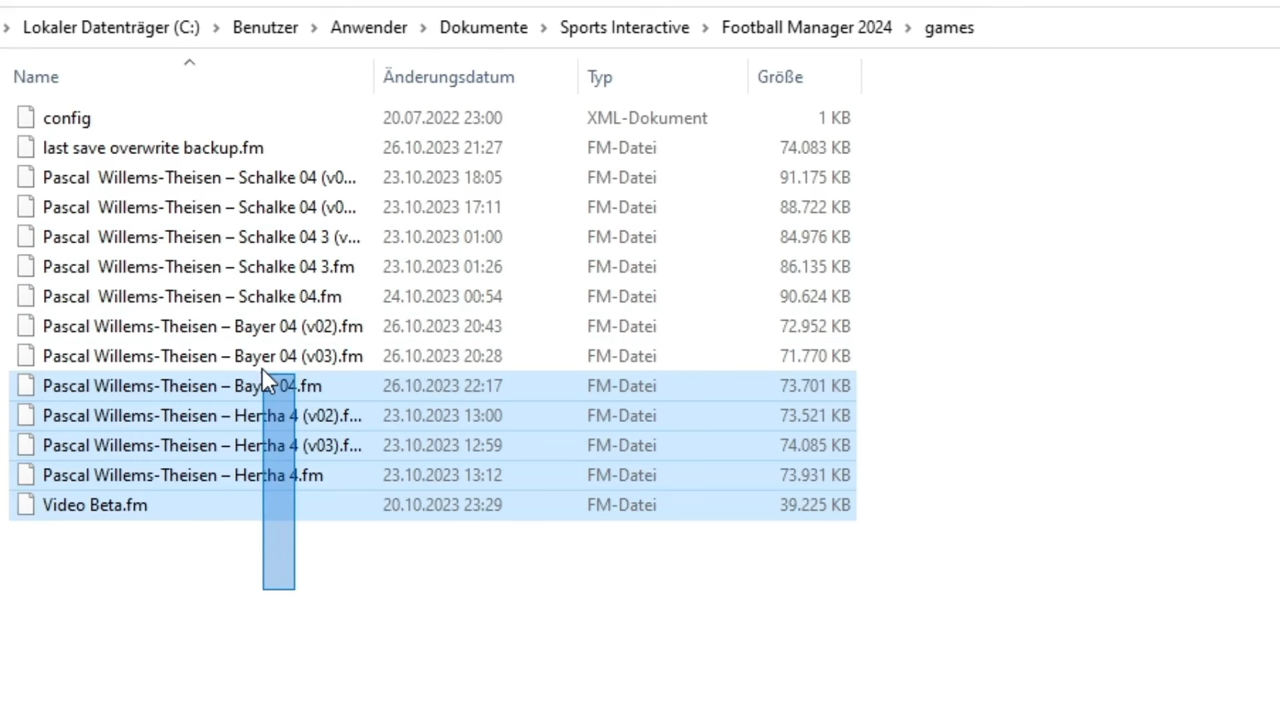 Lokaler Datenträger (C:) > Benutzer > Anwender > Dokumente > Sports Interactive > Football Manager 2024 > games
Name Änderungsdatum Typ Größe
config 20.07.2022 23:00 XML-Dokument 1 KB
last save overwrite backup.fm 26.10.2023 21:27 FM-Datei 74.083 KB
Pascal  Willems-Theisen – Schalke 04 (v0... 23.10.2023 18:05 FM-Datei 91.175 KB
Pascal  Willems-Theisen – Schalke 04 (v0... 23.10.2023 17:11 FM-Datei 88.722 KB
Pascal  Willems-Theisen – Schalke 04 3 (v... 23.10.2023 01:00 FM-Datei 84.976 KB
Pascal  Willems-Theisen – Schalke 04 3.fm 23.10.2023 01:26 FM-Datei 86.135 KB
Pascal  Willems-Theisen – Schalke 04.fm 24.10.2023 00:54 FM-Datei 90.624 KB
Pascal Willems-Theisen – Bayer 04 (v02).fm 26.10.2023 20:43 FM-Datei 72.952 KB
Pascal Willems-Theisen – Bayer 04 (v03).fm 26.10.2023 20:28 FM-Datei 71.770 KB
Pascal Willems-Theisen – Bayer 04.fm 26.10.2023 22:17 FM-Datei 73.701 KB
Pascal Willems-Theisen – Hertha 4 (v02).f... 23.10.2023 13:00 FM-Datei 73.521 KB
Pascal Willems-Theisen – Hertha 4 (v03).f... 23.10.2023 12:59 FM-Datei 74.085 KB
Pascal Willems-Theisen – Hertha 4.fm 23.10.2023 13:12 FM-Datei 73.931 KB
Video Beta.fm 20.10.2023 23:29 FM-Datei 39.225 KB